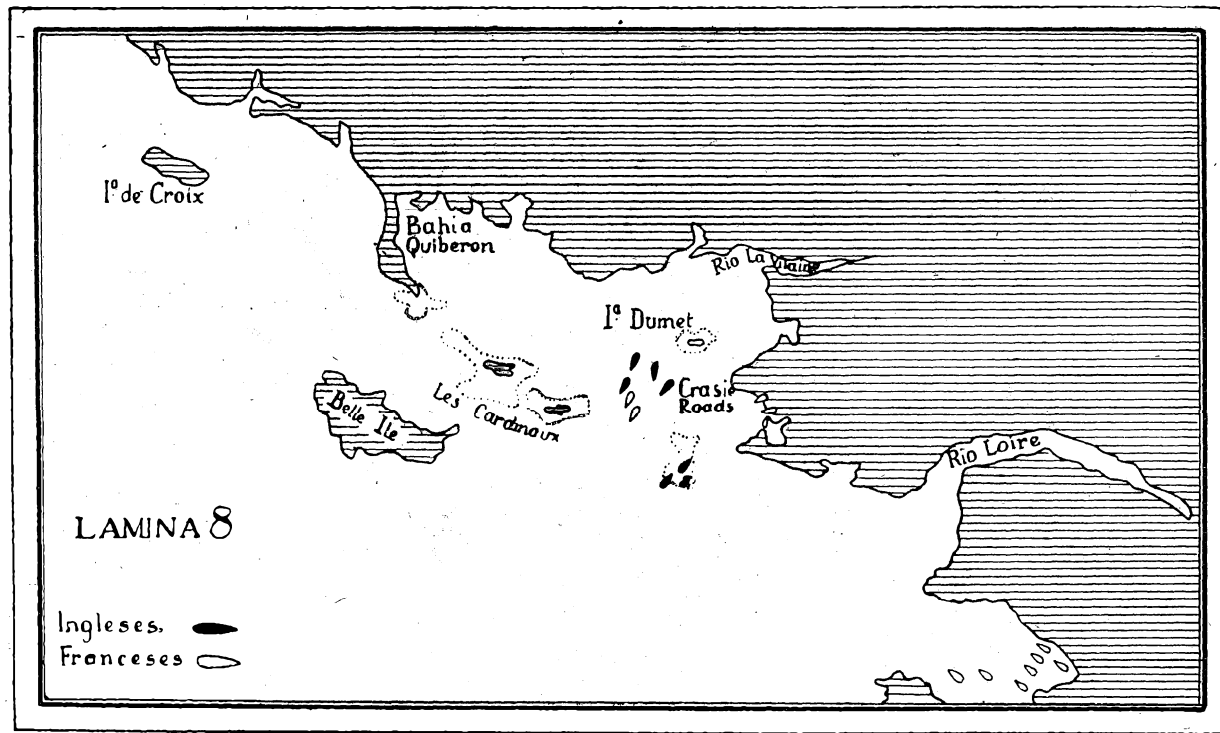 Iª de Croix
Bahia
Quiberon
Rio La Vilaine
Iª Dumet
Crasie
Roads
Les Cardinaux
Belle Ile
Rio Loire
LAMINA 8
Ingleses.
Franceses